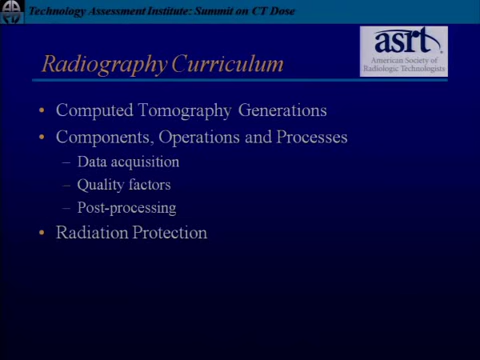 Technology Assessment Institute: Summit on CT Dose
asrt
American Society of
Radiologic Technologists
Radiography Curriculum
• Computed Tomography Generations
• Components, Operations and Processes
– Data acquisition
– Quality factors
– Post-processing
• Radiation Protection